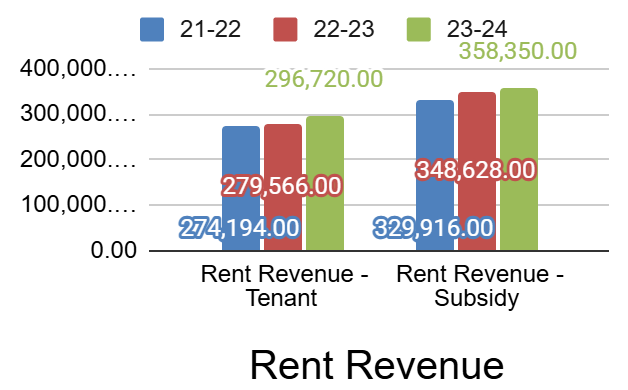 21-22 22-23 23-24
358,350.00
400,000....
296,720.00
300,000....
200,000....
348,628.00
279,566.00
100,000....
274,194.00 329,916.00
0.00
Rent Revenue - Rent Revenue -
Tenant Subsidy
Rent Revenue